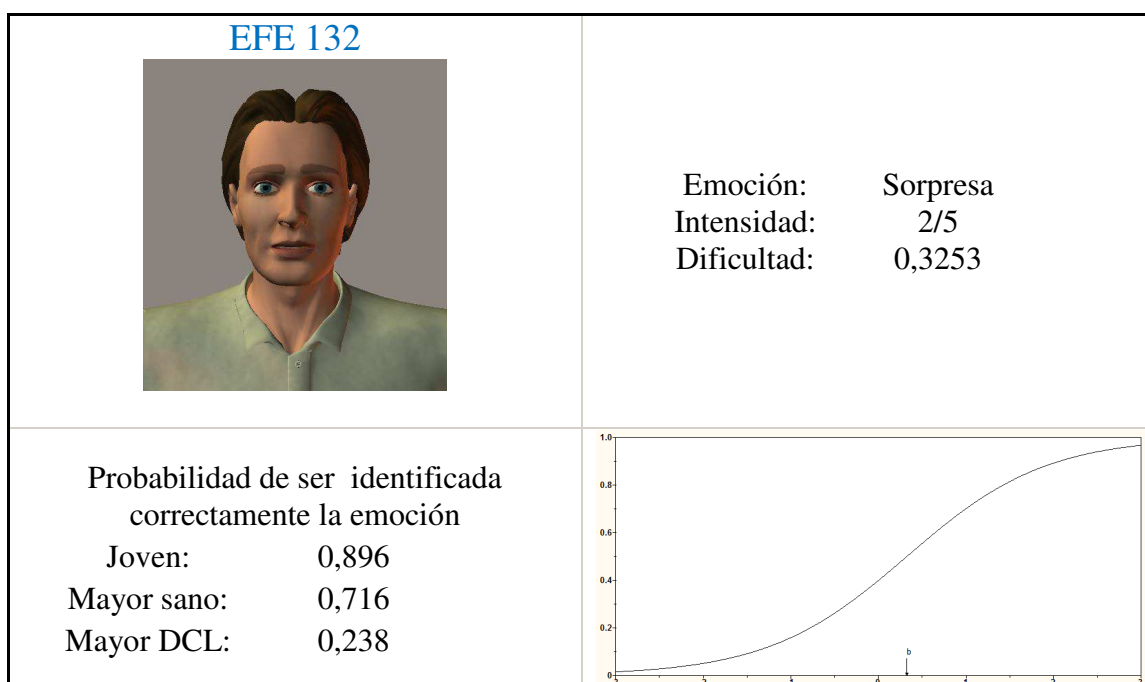 EFE 132
Emoción: Sorpresa
Intensidad: 2/5
Dificultad: 0,3253
Probabilidad de ser identificada
correctamente la emoción
Joven: 0,896
Mayor sano: 0,716
Mayor DCL: 0,238
1.0
0.8
0.6
0.4
0.2
0
b